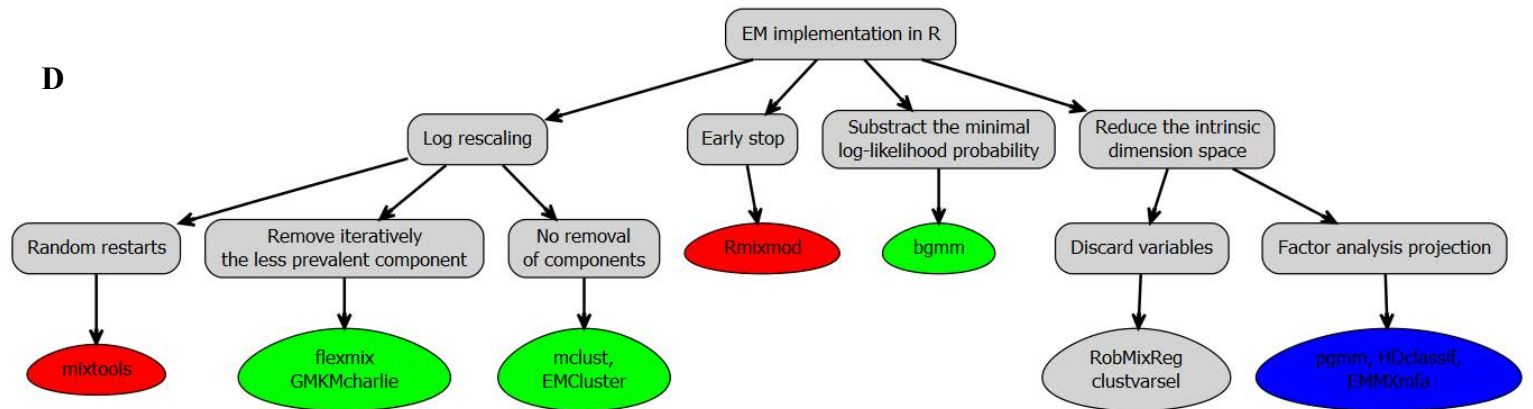 EM implementation in R
D
Log rescaling
Early stop
Substract the minimal
log-likelihood probability
Reduce the intrinsic
dimension space
Random restarts
Remove iteratively
the less prevalent component
No removal
of components
Rmixmod
bgmm
Discard variables
Factor analysis projection
mixtools
flexmix
GMKMcharlie
mclust,
EMCluster
RobMixReg
clustvarsel
pgmm, HDclassif,
EMMXmfa